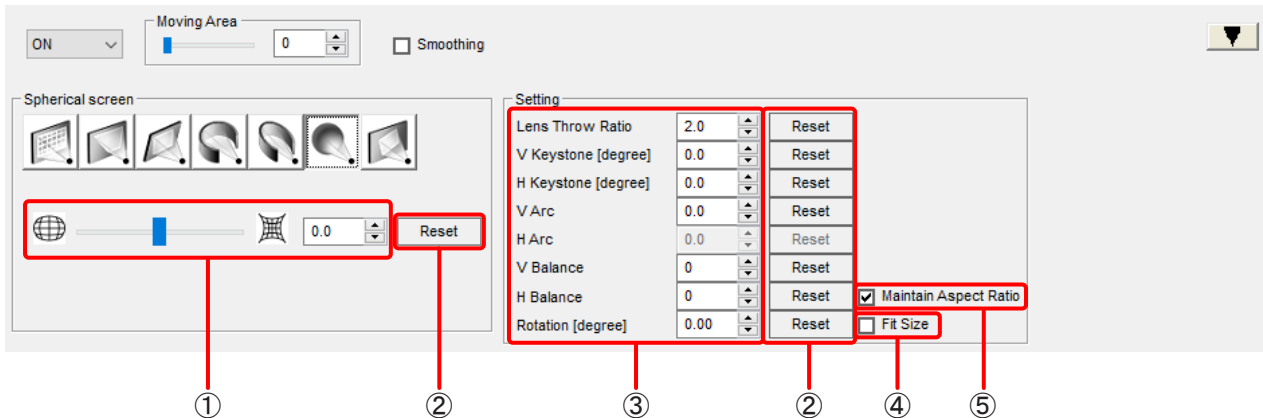 Moving Area
ON 0 Smoothing
Spherical screen
0.0 Reset
Setting
Lens Throw Ratio 2.0 Reset
V Keystone [degree] 0.0 Reset
H Keystone [degree] 0.0 Reset
V Arc 0.0 Reset
H Arc 0.0 Reset
V Balance 0 Reset
H Balance 0 Reset Maintain Aspect Ratio
Rotation [degree] 0.00 Reset Fit Size
① ② ③ ② ④ ⑤